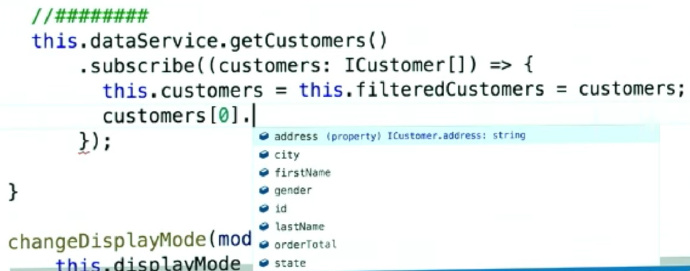 //########
this.dataService.getCustomers()
.subscribe((customers: ICustomer[]) => {
this.customers = this.filteredCustomers = customers;
customers[0].
address (property) ICustomer.address: string
});
city
firstName
gender
id
}
lastName
changeDisplayMode(mod
orderTotal
this.displayMode
state